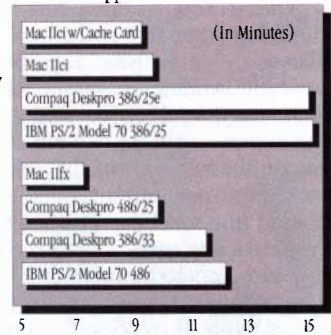 (In Minutes)
Mac IIci w/Cache Card
Mac IIci
Compaq Deskpro 386/25e
IBM PS/2 Model 70 386/25
Mac IIfx
Compaq Deskpro 486/25
Compaq Deskpro 386/33
IBM PS/2 Model 70 486
5 7 9 11 13 15